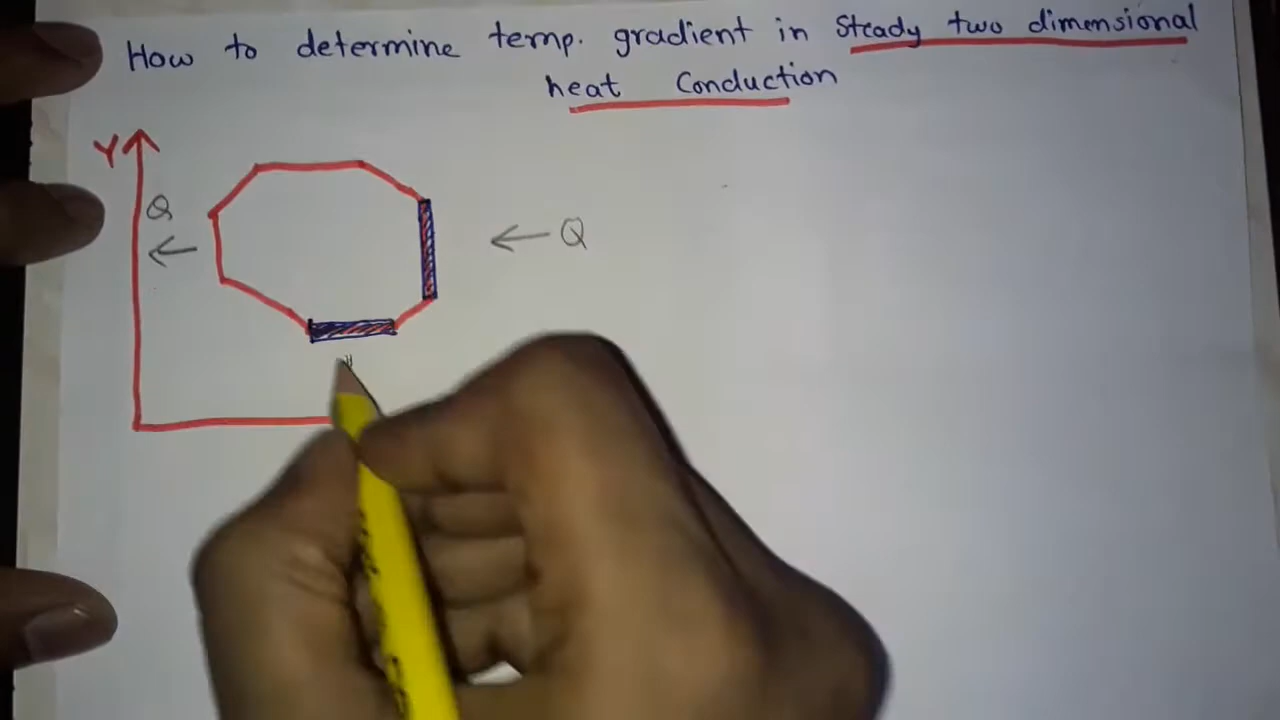 How to determine temp. gradient in Steady two dimensional
heat Conduction
Y
Q
Q